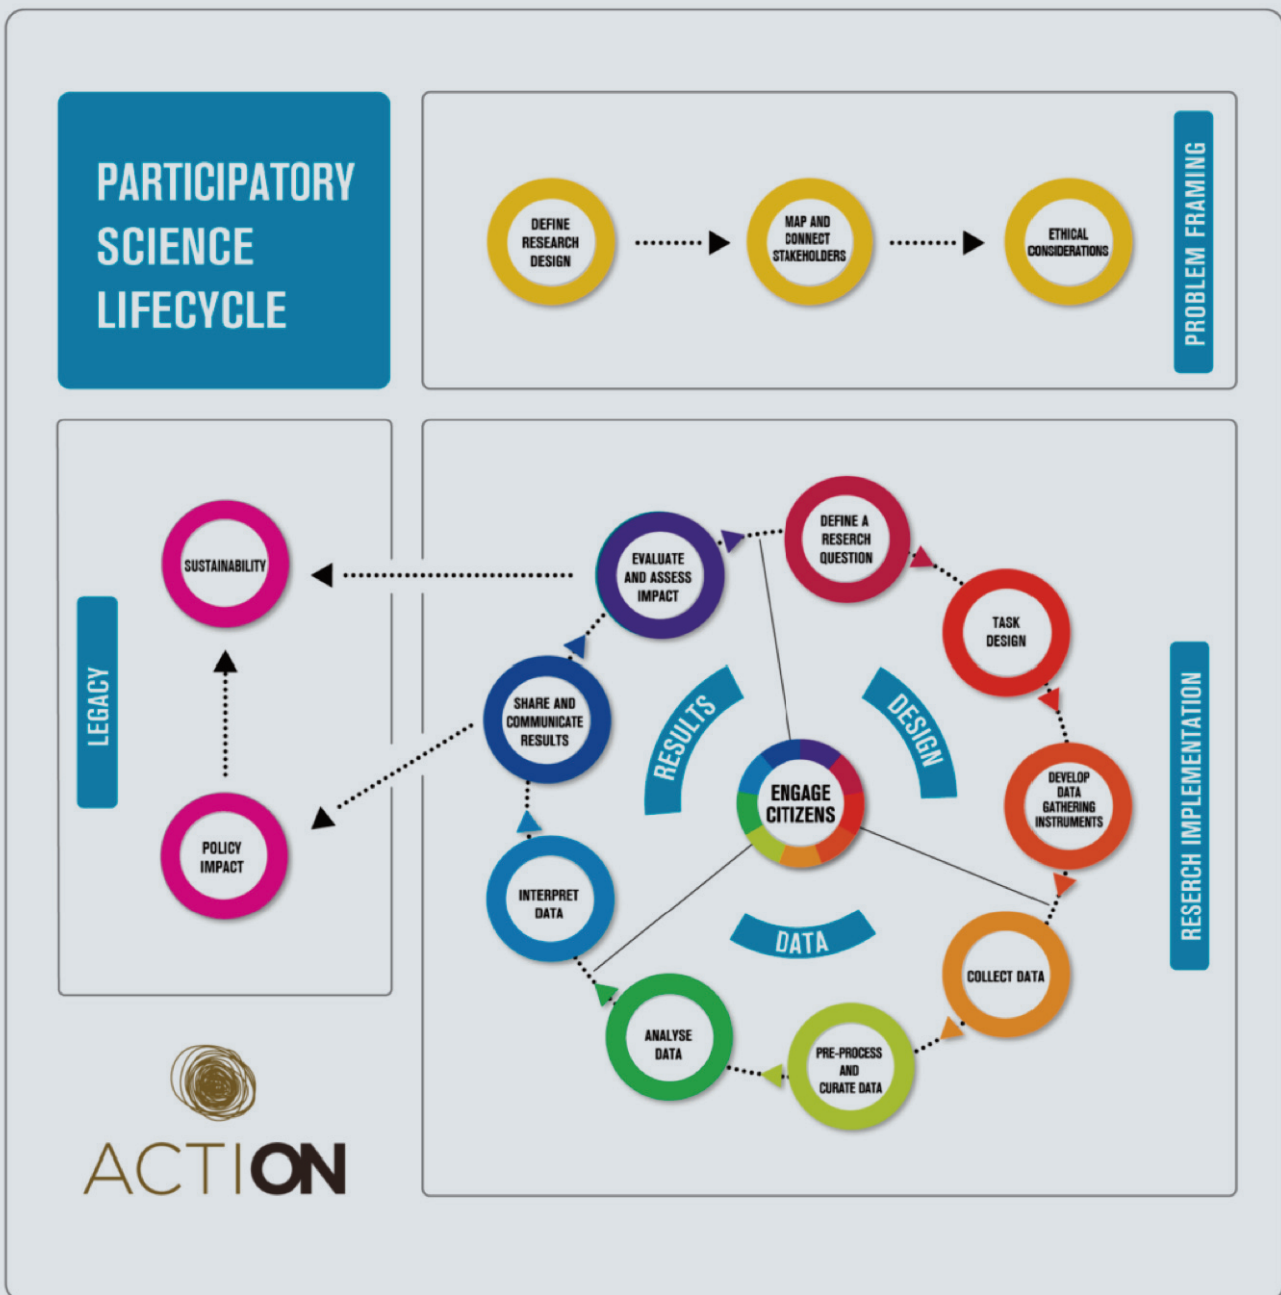 PARTICIPATORY
SCIENCE
LIFECYCLE
DEFINE
RESEARCH
DESIGN
MAP AND
CONNECT
STAKEHOLDERS
ETHICAL
CONSIDERATIONS
PROBLEM FRAMING
SUSTAINABILITY
LEGACY
POLICY
IMPACT
EVALUATE
AND ASSESS
IMPACT
DEFINE A
RESERCH
QUESTION
TASK
DESIGN
DEVELOP
DATA
GATHERING
INSTRUMENTS
COLLECT DATA
PRE-PROCESS
AND
CURATE DATA
ANALYSE
DATA
INTERPRET
DATA
SHARE AND
COMMUNICATE
RESULTS
RESULTS
DESIGN
DATA
ENGAGE
CITIZENS
RESERCH IMPLEMENTATION
ACTION